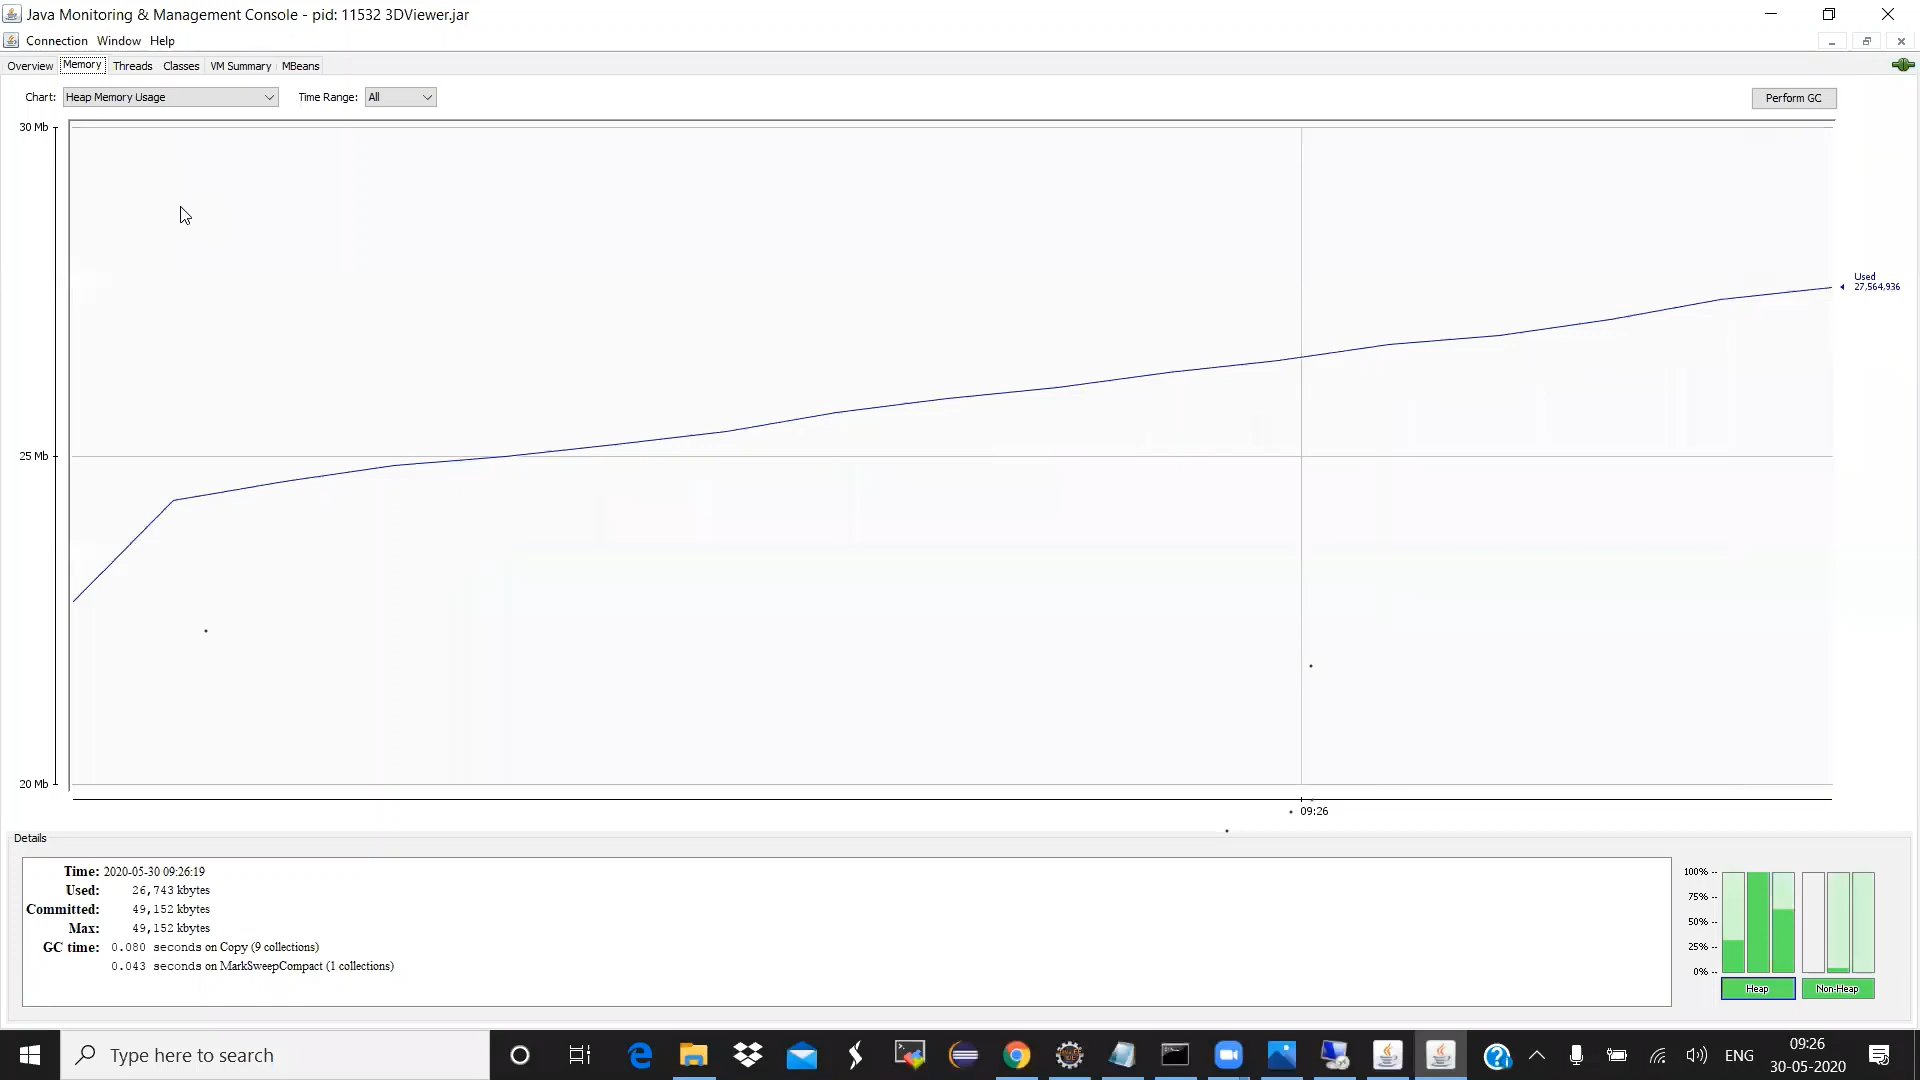 Java Monitoring & Management Console - pid: 11532 3DViewer.jar
Connection Window Help
Overview Memory Threads Classes VM Summary MBeans
Chart: Heap Memory Usage Time Range: All Perform GC
30 Mb
Used
27,564,936
25 Mb
20 Mb
09:26
Details
Time: 2020-05-30 09:26:19
Used: 26,743 kbytes
Committed: 49,152 kbytes
Max: 49,152 kbytes
GC time: 0.080 seconds on Copy (9 collections)
0.043 seconds on MarkSweepCompact (1 collections)
100% --
75% --
50% --
25% --
0% --
Heap Non-Heap
Type here to search
ENG
09:26
30-05-2020